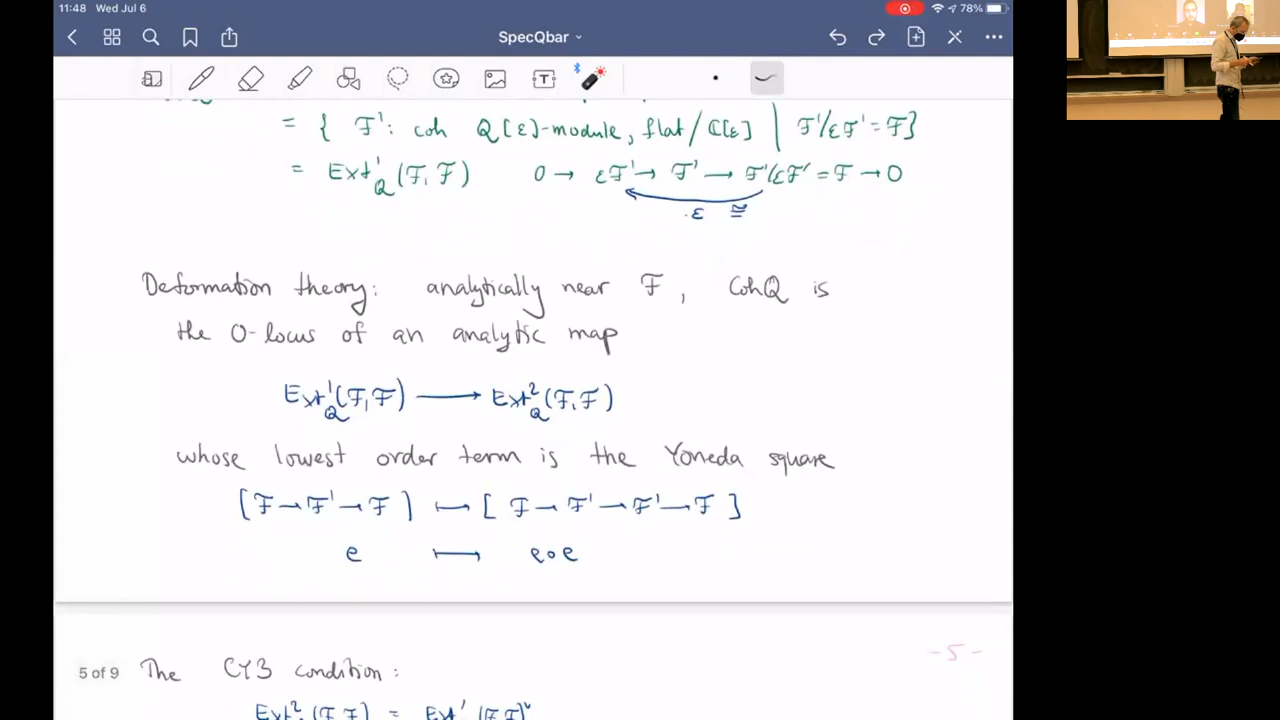 11:48 Wed Jul 6
78%
SpecQbar
= { F': coh Q[ε]-module, flat/ℂ[ε] | F'/εF' = F}
= Ext¹_Q (F, F) 0 → εF' → F' → F'/εF' = F → 0
·ε ≅
Deformation theory: analytically near F, CohQ is
the 0-locus of an analytic map
Ext¹_Q (F, F) ⟶ Ext²_Q (F, F)
whose lowest order term is the Yoneda square
[F → F' → F] ⟼ [F → F' → F' → F]
e ⟼ e∘e
-5-
5 of 9
The CY3 condition:
Ext² (F, F) = Ext¹ (F, F)^∨